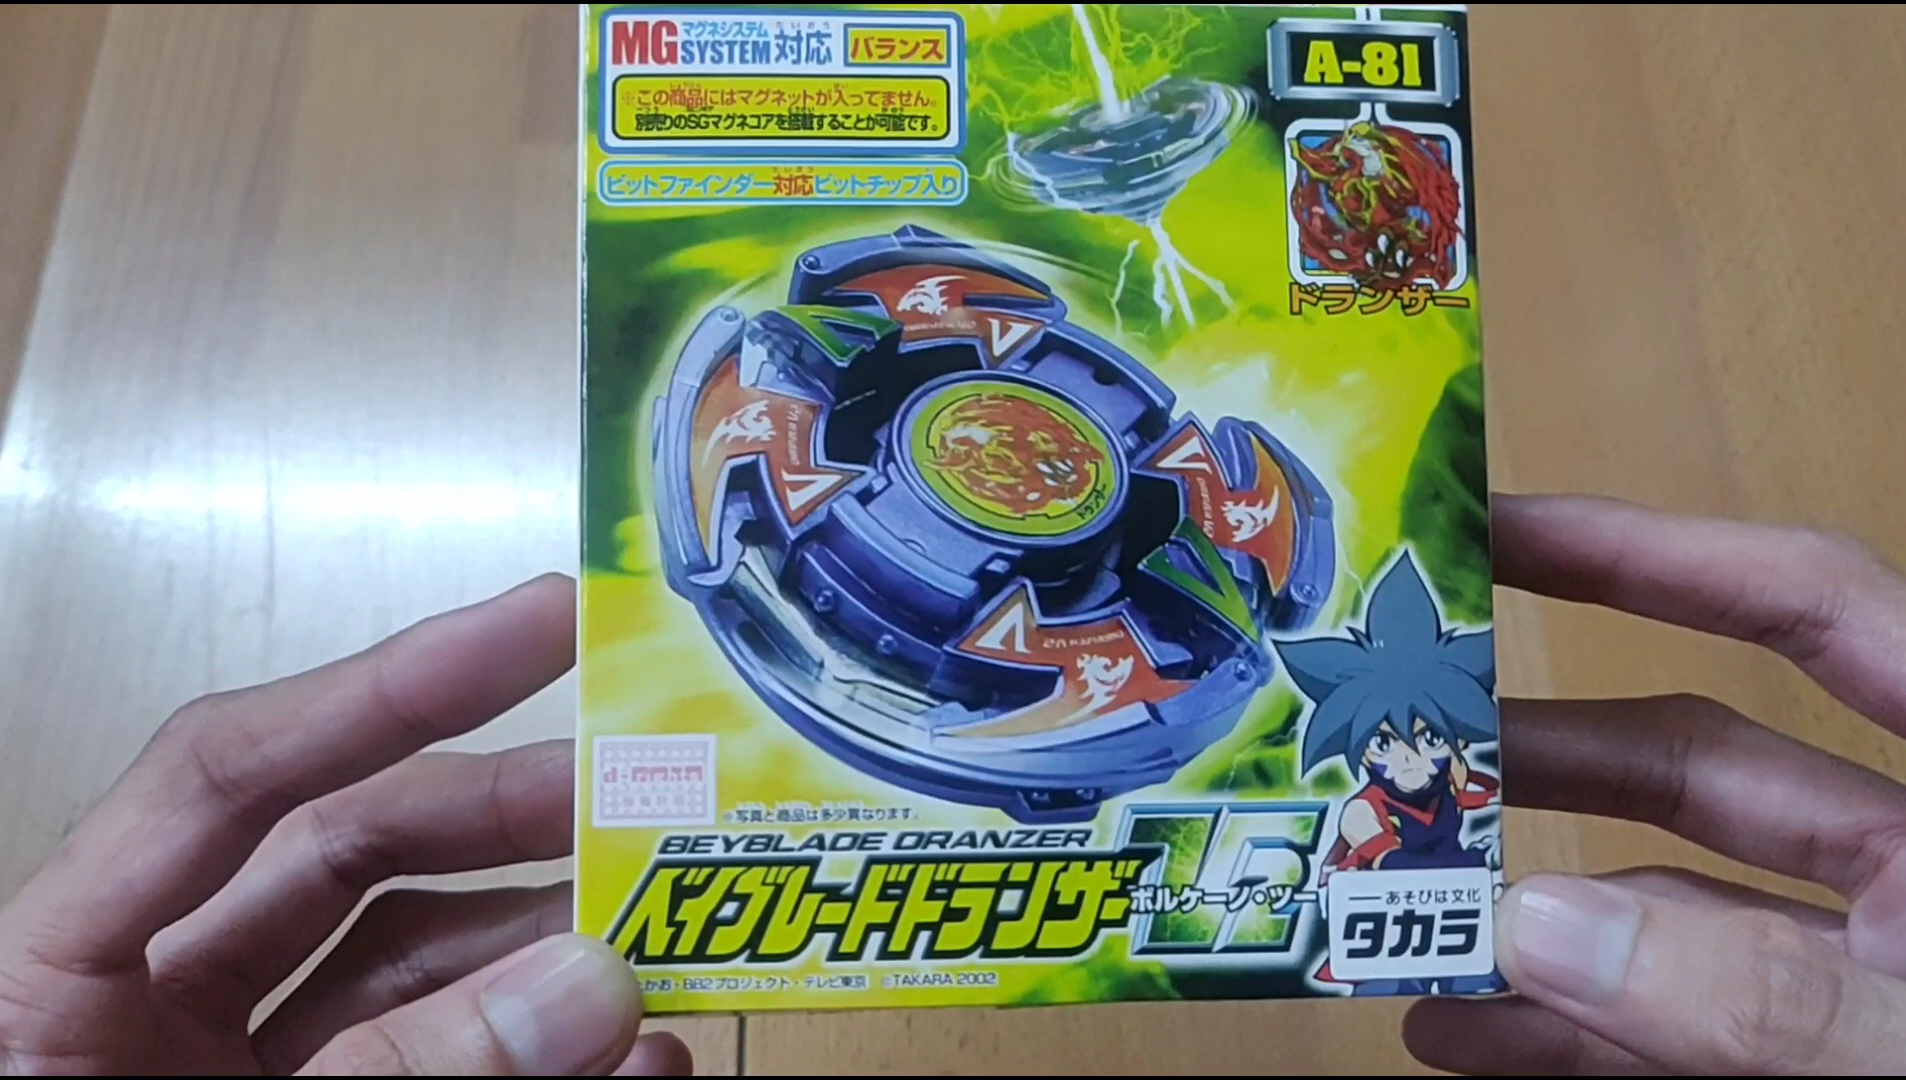 MG マグネシステム
SYSTEM 対応 バランス
※この商品にはマグネットが入ってません。
別売りのSGマグネコアを搭載することが可能です。
ビットファインダー対応ビットチップ入り
A-81
ドランザー
ドランザー
※写真と商品は多少異なります。
BEYBLADE DRANZER
ベイブレードドランザー
ボルケーノ・ツー
あそびは文化
タカラ
かお・BB2プロジェクト・テレビ東京 ©TAKARA 2002